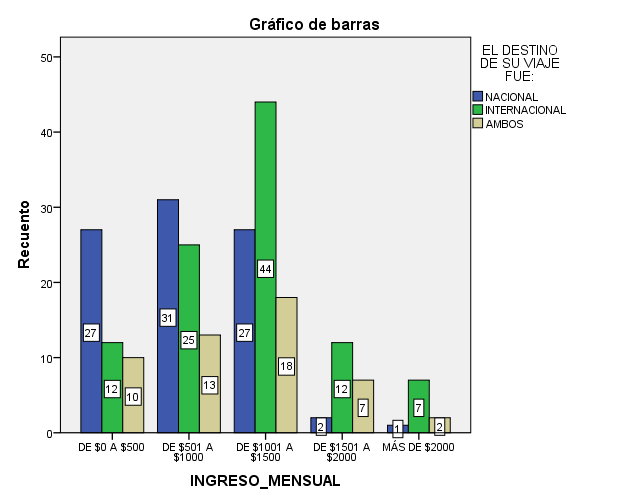 Gráfico de barras
EL DESTINO
DE SU VIAJE
FUE:
NACIONAL
INTERNACIONAL
AMBOS
Recuento
50
40
30
20
10
0
27
12
10
31
25
13
27
44
18
2
12
7
1
7
2
DE $0 A $500
DE $501 A
$1000
DE $1001 A
$1500
DE $1501 A
$2000
MÁS DE $2000
INGRESO_MENSUAL